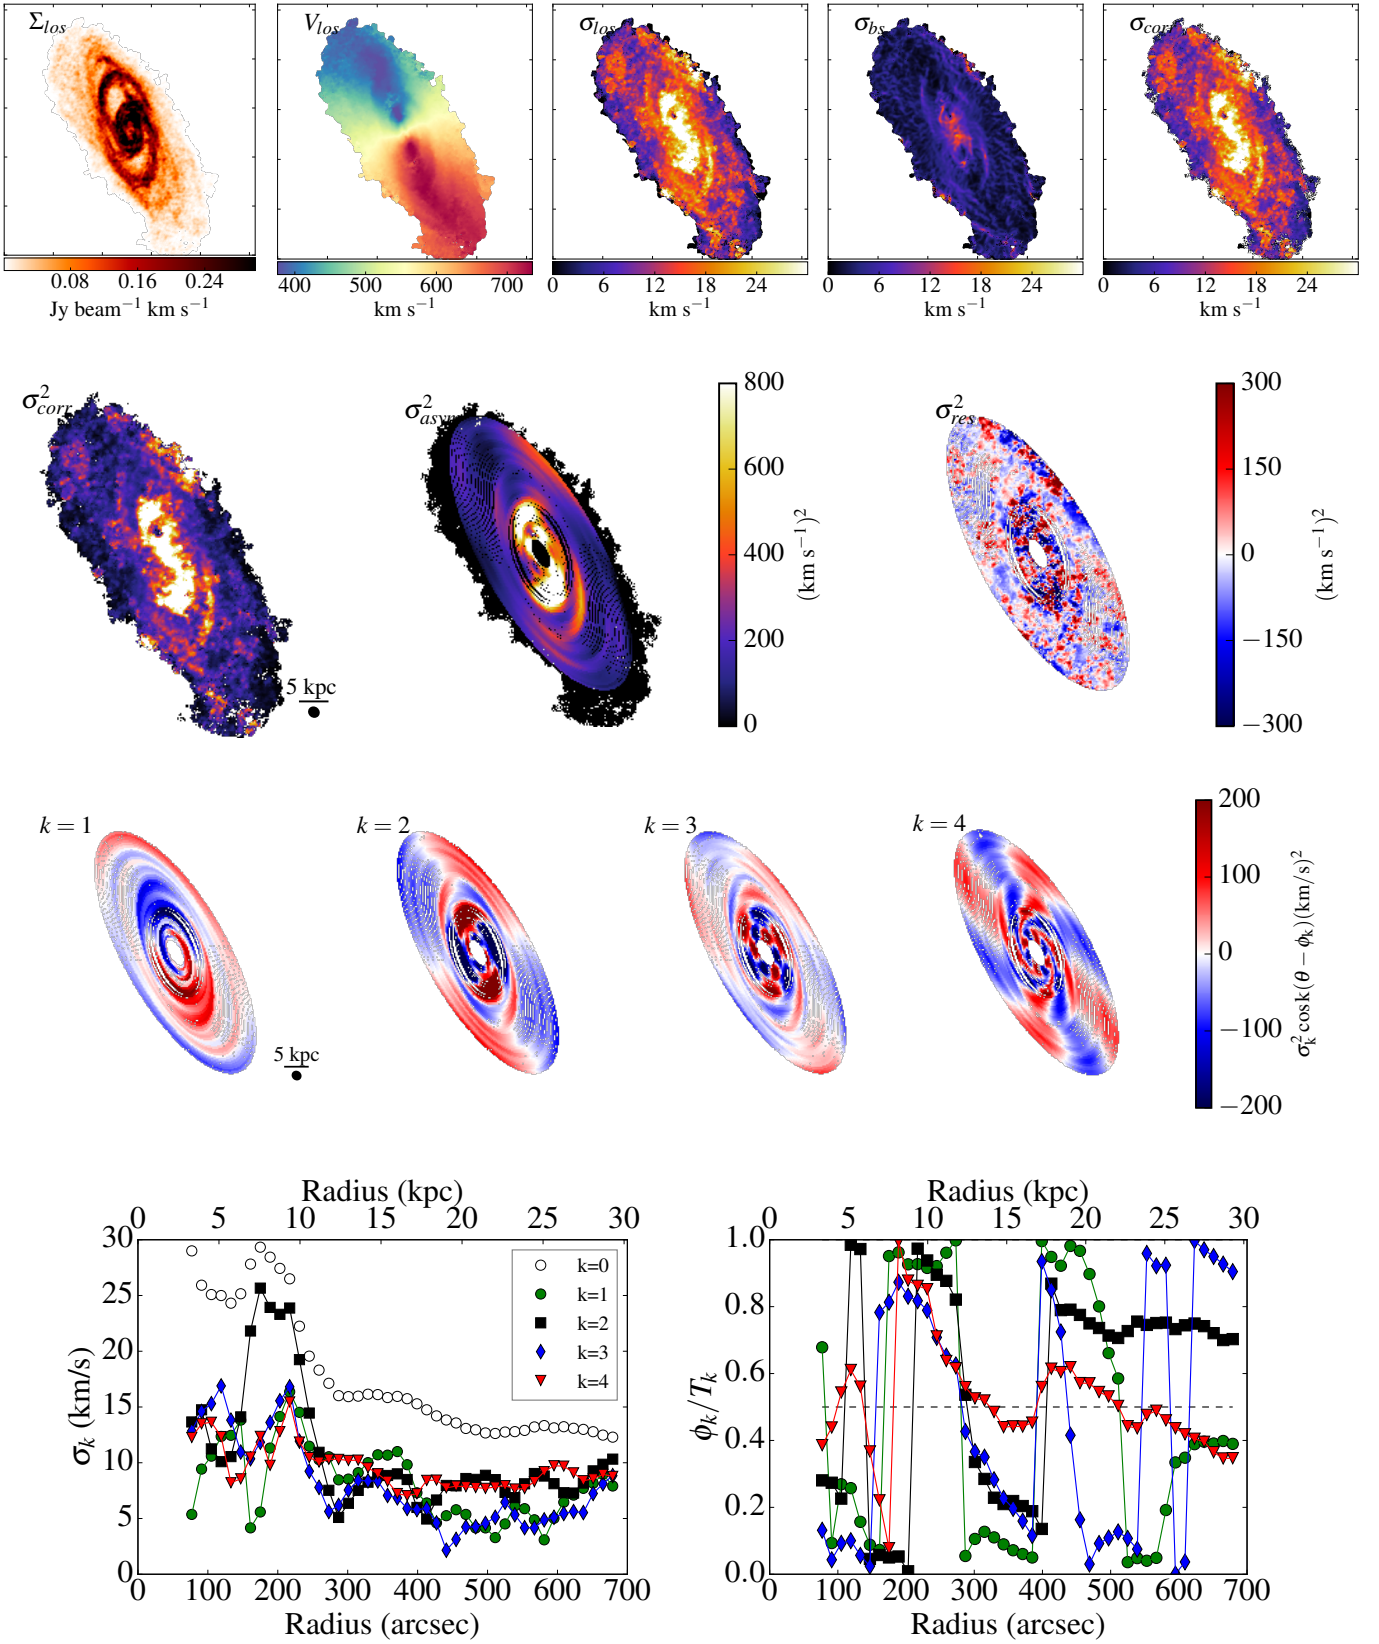 Σlos
Vlos
σlos
σbs
σcorr
0.08 0.16 0.24
400 500 600 700
0 6 12 18 24
0 6 12 18 24
0 6 12 18 24
Jy beam⁻¹ km s⁻¹
km s⁻¹
km s⁻¹
km s⁻¹
km s⁻¹
σ²corr
σ²asym
σ²res
800
600
400
200
0
(km s⁻¹)²
300
150
0
−150
−300
(km s⁻¹)²
5 kpc
k = 1
k = 2
k = 3
k = 4
200
100
0
−100
−200
σ²k cosk(θ − ϕk)(km/s)²
5 kpc
Radius (kpc)
0 5 10 15 20 25 30
30
25
20
15
10
5
0
σk (km/s)
k=0
k=1
k=2
k=3
k=4
0 100 200 300 400 500 600 700
Radius (arcsec)
Radius (kpc)
0 5 10 15 20 25 30
1.0
0.8
0.6
0.4
0.2
0.0
ϕk/Tk
0 100 200 300 400 500 600 700
Radius (arcsec)